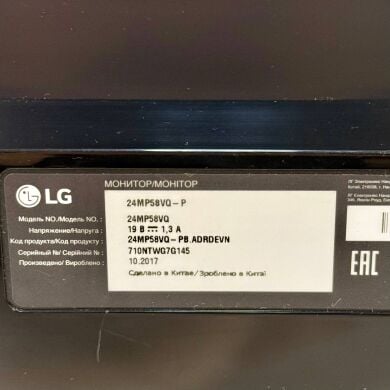 LG
МОНИТОР/МОНІТОР
24MP58VQ-P
Модель NO./Модель NO. : 24MP58VQ
Напряжение/Напруга : 19 В 1,3 A
Код продукта/Код продукту : 24MP58VQ-PB.ADRDEVN
Серийный №/ Серійний № : 710NTWG7G145
Произведено/ Вироблено : 10.2017
Сделано в Китае/Зроблено в Китаї
EAC